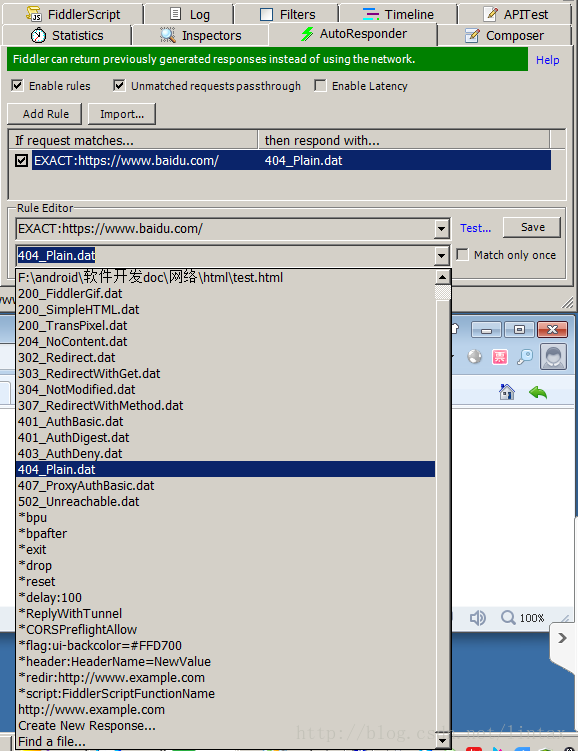 FiddlerScript Log Filters Timeline APITest
Statistics Inspectors AutoResponder Composer
Fiddler can return previously generated responses instead of using the network. Help
Enable rules Unmatched requests passthrough Enable Latency
Add Rule Import...
If request matches... then respond with...
EXACT:https://www.baidu.com/ 404_Plain.dat
Rule Editor
EXACT:https://www.baidu.com/ Test... Save
404_Plain.dat Match only once
F:\android\软件开发doc\网络\html\test.html
200_FiddlerGif.dat
200_SimpleHTML.dat
200_TransPixel.dat
204_NoContent.dat
302_Redirect.dat
303_RedirectWithGet.dat
304_NotModified.dat
307_RedirectWithMethod.dat
401_AuthBasic.dat
401_AuthDigest.dat
403_AuthDeny.dat
404_Plain.dat
407_ProxyAuthBasic.dat
502_Unreachable.dat
*bpu
*bpafter
*exit
*drop
*reset
*delay:100
*ReplyWithTunnel
100%
*CORSPreflightAllow
*flag:ui-backcolor=#FFD700
*header:HeaderName=NewValue
*redir:http://www.example.com
*script:FiddlerScriptFunctionName
http://www.example.com
Create New Response...
Find a file...